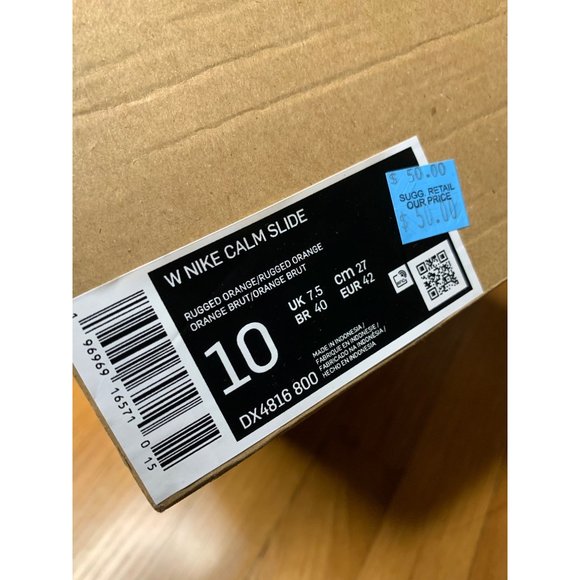 $ 50.00
SUGG. RETAIL
OUR PRICE
$ 50.00
W NIKE CALM SLIDE
RUGGED ORANGE/RUGGED ORANGE
ORANGE BRUT/ORANGE BRUT
10
UK 7.5
BR 40
cm 27
EUR 42
DX4816 800
MADE IN INDONESIA /
FABRIQUÉ EN INDONÉSIE /
FABRICADO NA INDONÉSIA /
HECHO EN INDONESIA
1 96969 16571 0 15